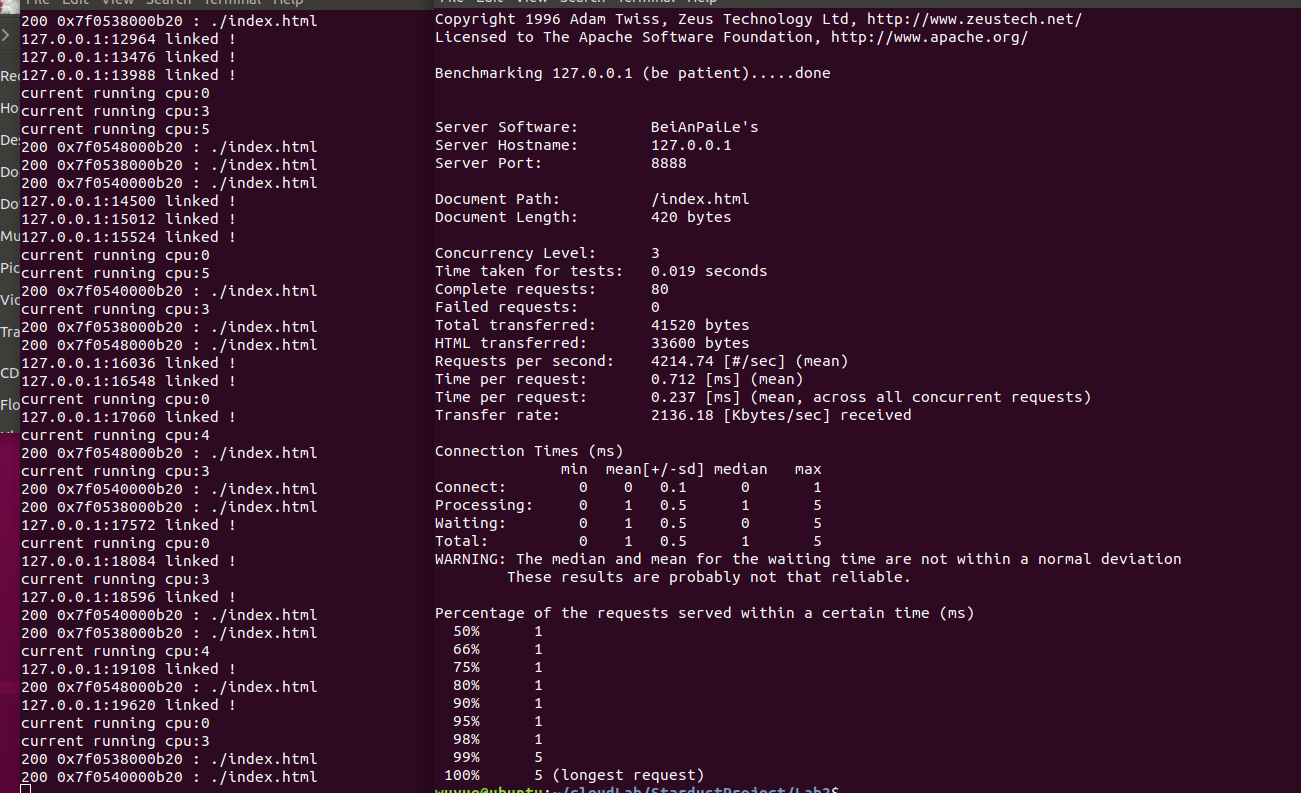 200 0x7f0538000b20 : ./index.html
127.0.0.1:12964 linked !
127.0.0.1:13476 linked !
127.0.0.1:13988 linked !
current running cpu:0
current running cpu:3
current running cpu:5
200 0x7f0548000b20 : ./index.html
200 0x7f0538000b20 : ./index.html
200 0x7f0540000b20 : ./index.html
127.0.0.1:14500 linked !
127.0.0.1:15012 linked !
127.0.0.1:15524 linked !
current running cpu:0
current running cpu:5
200 0x7f0540000b20 : ./index.html
current running cpu:3
200 0x7f0538000b20 : ./index.html
200 0x7f0548000b20 : ./index.html
127.0.0.1:16036 linked !
127.0.0.1:16548 linked !
current running cpu:0
127.0.0.1:17060 linked !
current running cpu:4
200 0x7f0548000b20 : ./index.html
current running cpu:3
200 0x7f0540000b20 : ./index.html
200 0x7f0538000b20 : ./index.html
127.0.0.1:17572 linked !
current running cpu:0
127.0.0.1:18084 linked !
current running cpu:3
127.0.0.1:18596 linked !
200 0x7f0540000b20 : ./index.html
200 0x7f0538000b20 : ./index.html
current running cpu:4
127.0.0.1:19108 linked !
200 0x7f0548000b20 : ./index.html
127.0.0.1:19620 linked !
current running cpu:0
current running cpu:3
200 0x7f0538000b20 : ./index.html
200 0x7f0540000b20 : ./index.html
Copyright 1996 Adam Twiss, Zeus Technology Ltd, http://www.zeustech.net/
Licensed to The Apache Software Foundation, http://www.apache.org/
Benchmarking 127.0.0.1 (be patient).....done
Server Software: BeiAnPaiLe's
Server Hostname: 127.0.0.1
Server Port: 8888
Document Path: /index.html
Document Length: 420 bytes
Concurrency Level: 3
Time taken for tests: 0.019 seconds
Complete requests: 80
Failed requests: 0
Total transferred: 41520 bytes
HTML transferred: 33600 bytes
Requests per second: 4214.74 [#/sec] (mean)
Time per request: 0.712 [ms] (mean)
Time per request: 0.237 [ms] (mean, across all concurrent requests)
Transfer rate: 2136.18 [Kbytes/sec] received
Connection Times (ms)
min mean[+/-sd] median max
Connect: 0 0 0.1 0 1
Processing: 0 1 0.5 1 5
Waiting: 0 1 0.5 0 5
Total: 0 1 0.5 1 5
WARNING: The median and mean for the waiting time are not within a normal deviation
These results are probably not that reliable.
Percentage of the requests served within a certain time (ms)
50% 1
66% 1
75% 1
80% 1
90% 1
95% 1
98% 1
99% 5
100% 5 (longest request)